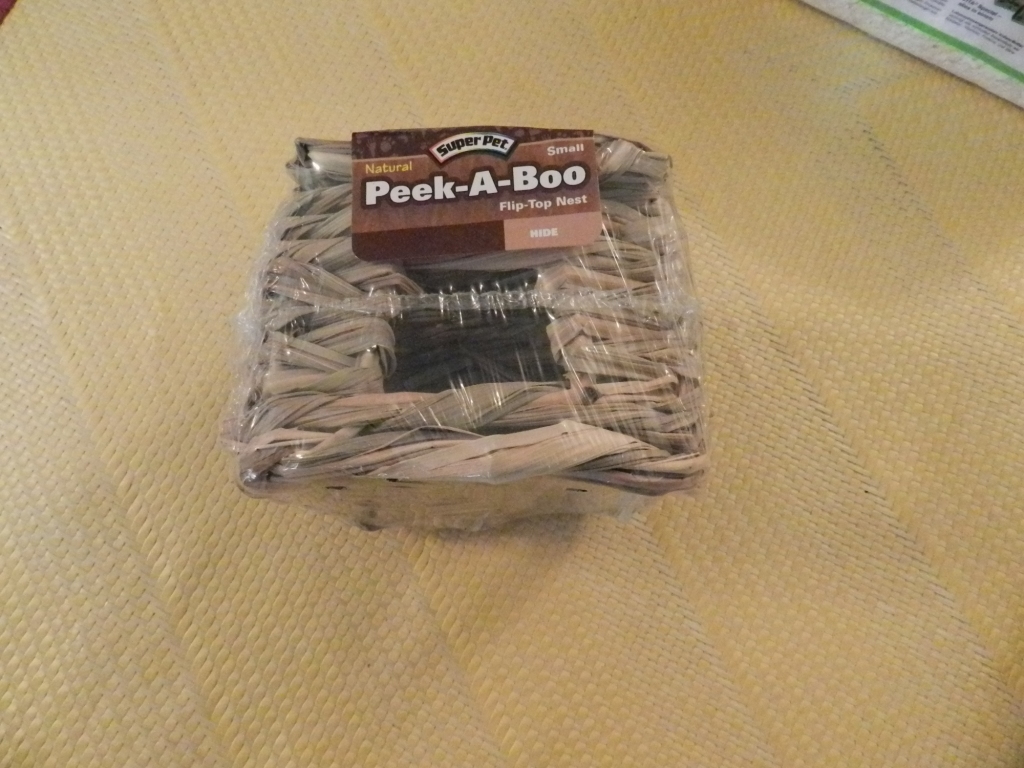 Super Pet
Natural
Small
Peek-A-Boo
Flip-Top Nest
HIDE